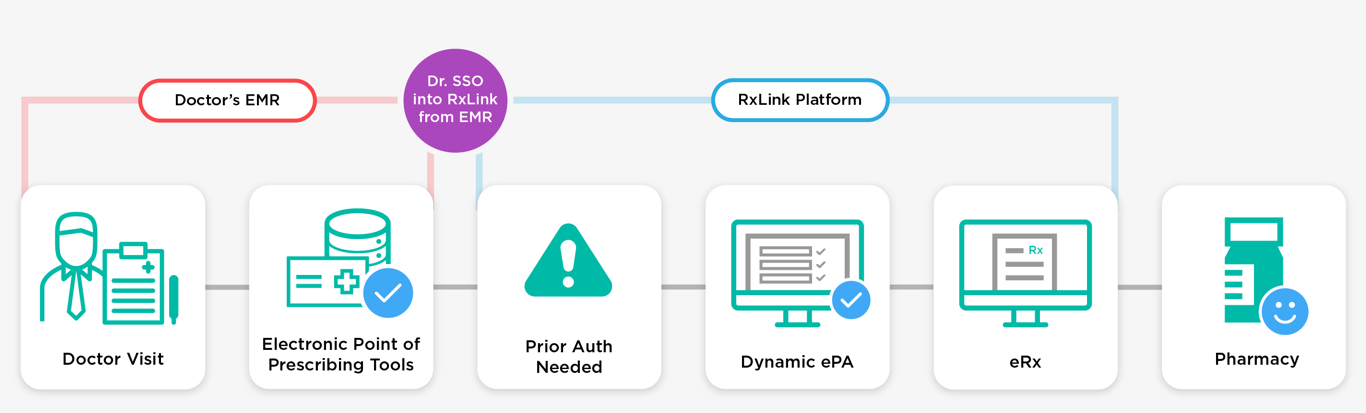 Doctor's EMR
Dr. SSO
into RxLink
from EMR
RxLink Platform
Doctor Visit
Electronic Point of
Prescribing Tools
Prior Auth
Needed
Dynamic ePA
Rx
eRx
Pharmacy